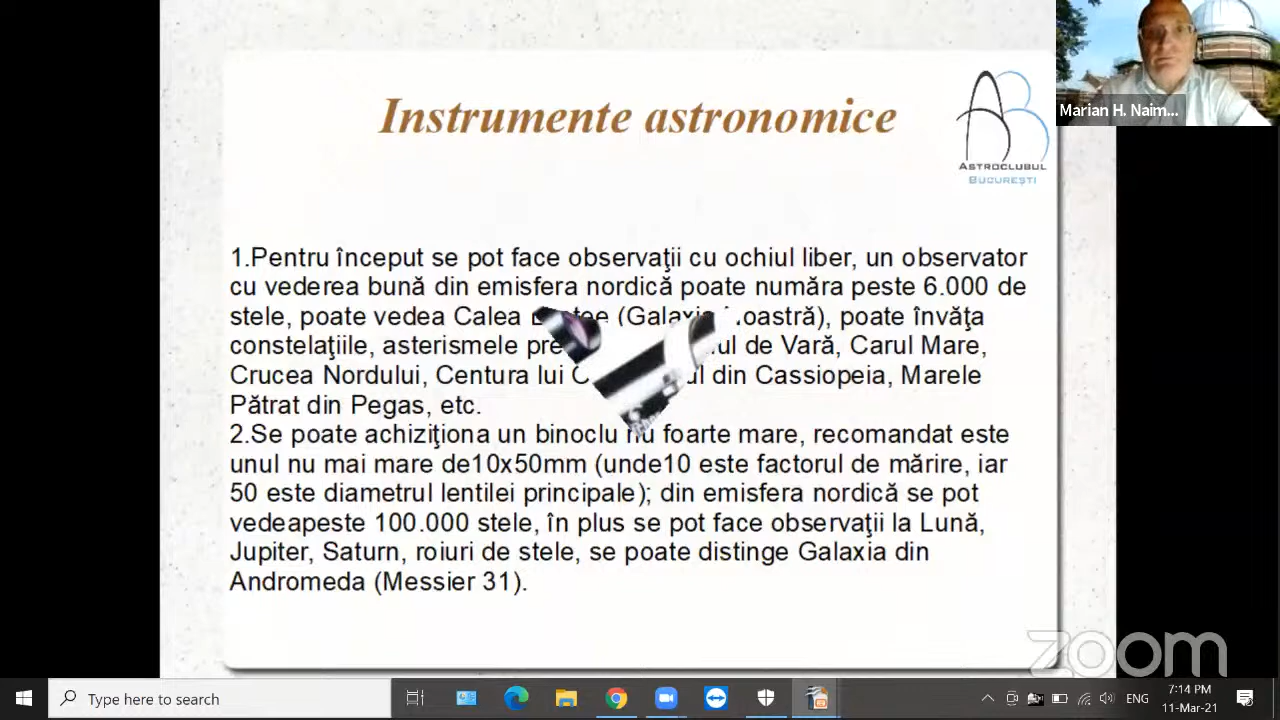 Instrumente astronomice
ASTROCLUBUL
BUCUREŞTI
Marian H. Naim...
1.Pentru început se pot face observaţii cu ochiul liber, un observator
cu vederea bună din emisfera nordică poate număra peste 6.000 de
stele, poate vedea Calea (Galaxia noastră), poate învăţa
constelaţiile, asterismele de Vară, Carul Mare,
Crucea Nordului, Centura lui din Cassiopeia, Marele
Pătrat din Pegas, etc.
2.Se poate achiziţiona un binoclu nu foarte mare, recomandat este
unul nu mai mare de10x50mm (unde10 este factorul de mărire, iar
50 este diametrul lentilei principale); din emisfera nordică se pot
vedeapeste 100.000 stele, în plus se pot face observaţii la Lună,
Jupiter, Saturn, roiuri de stele, se poate distinge Galaxia din
Andromeda (Messier 31).
zoom
Type here to search
ENG
7:14 PM
11-Mar-21